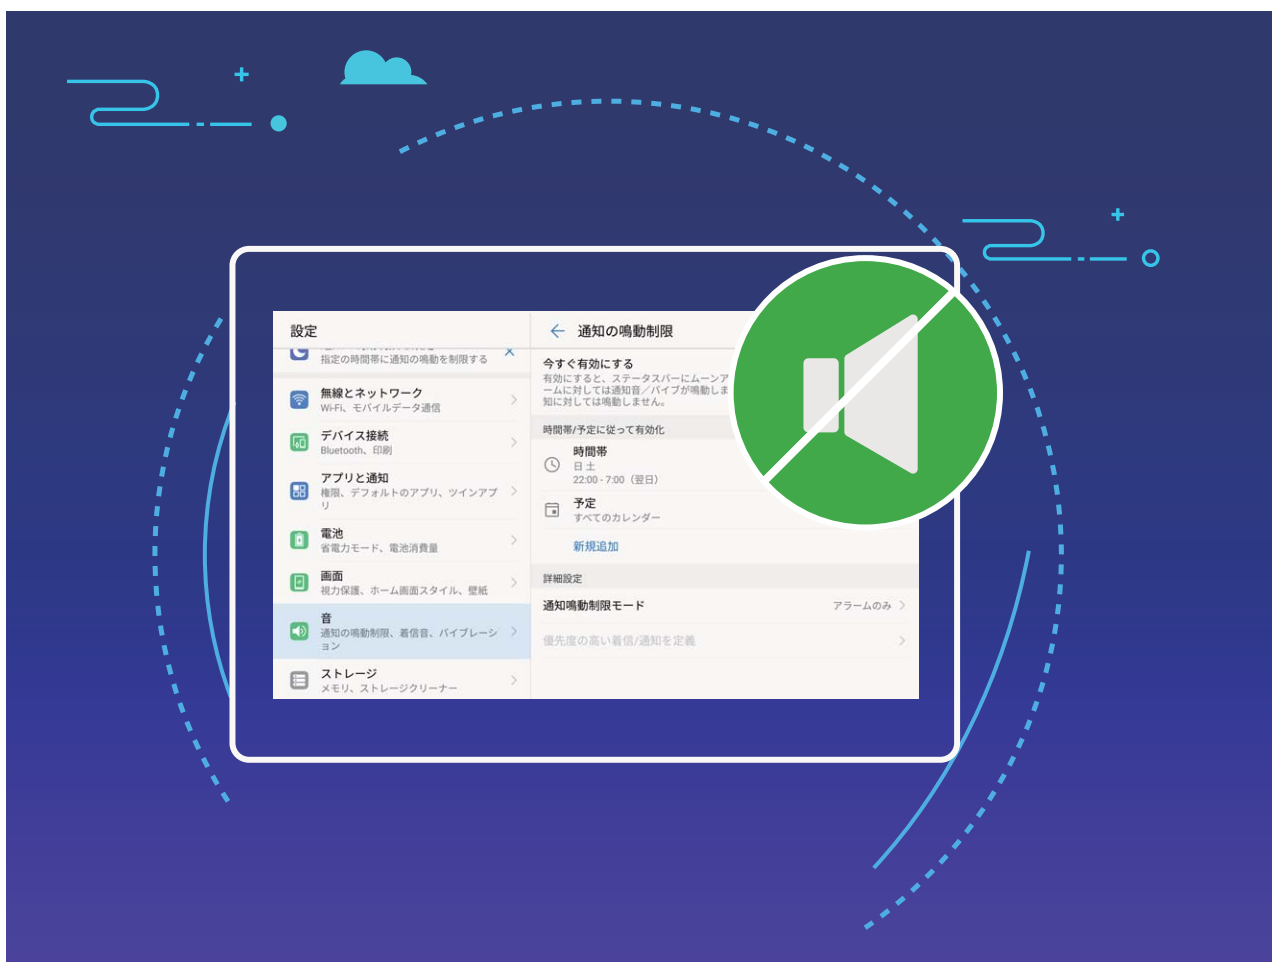 設定
指定の時間帯に通知の鳴動を制限する
無線とネットワーク
Wi-Fi、モバイルデータ通信
デバイス接続
Bluetooth、印刷
アプリと通知
権限、デフォルトのアプリ、ツインアプ
リ
電池
省電力モード、電池消費量
画面
視力保護、ホーム画面スタイル、壁紙
音
通知の鳴動制限、着信音、バイブレーシ
ョン
ストレージ
メモリ、ストレージクリーナー
通知の鳴動制限
今すぐ有効にする
有効にすると、ステータスバーにムーンア
ームに対しては通知音／バイブが鳴動しま
知に対しては鳴動しません。
時間帯/予定に従って有効化
時間帯
日 土
22:00 - 7:00（翌日）
予定
すべてのカレンダー
新規追加
詳細設定
通知鳴動制限モード
アラームのみ
優先度の高い着信/通知を定義